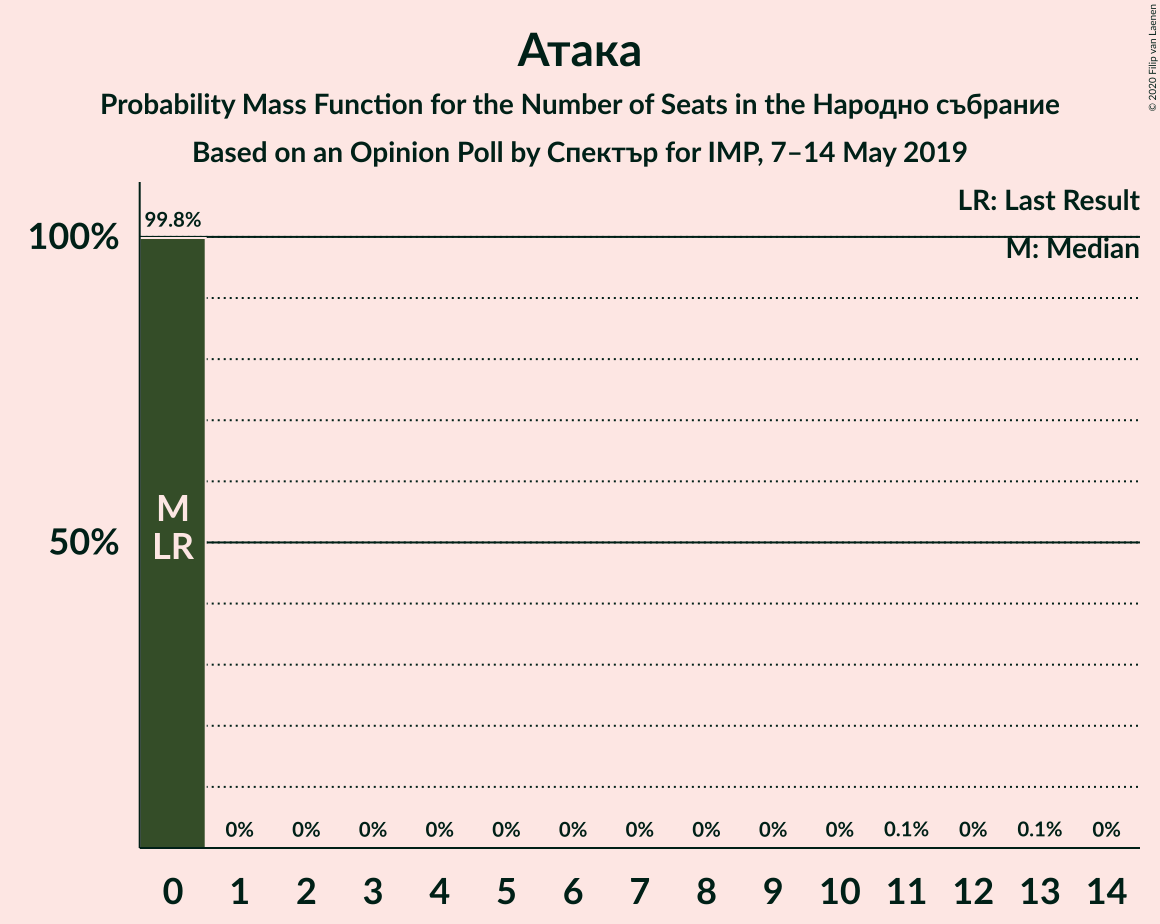 Атака
Probability Mass Function for the Number of Seats in the Народно събрание
Based on an Opinion Poll by Спектър for IMP, 7–14 May 2019
© 2020 Filip van Laenen
LR: Last Result
M: Median
99.8%
100%
50%
M
LR
0% 0% 0% 0% 0% 0% 0% 0% 0% 0% 0.1% 0% 0.1% 0%
0 1 2 3 4 5 6 7 8 9 10 11 12 13 14